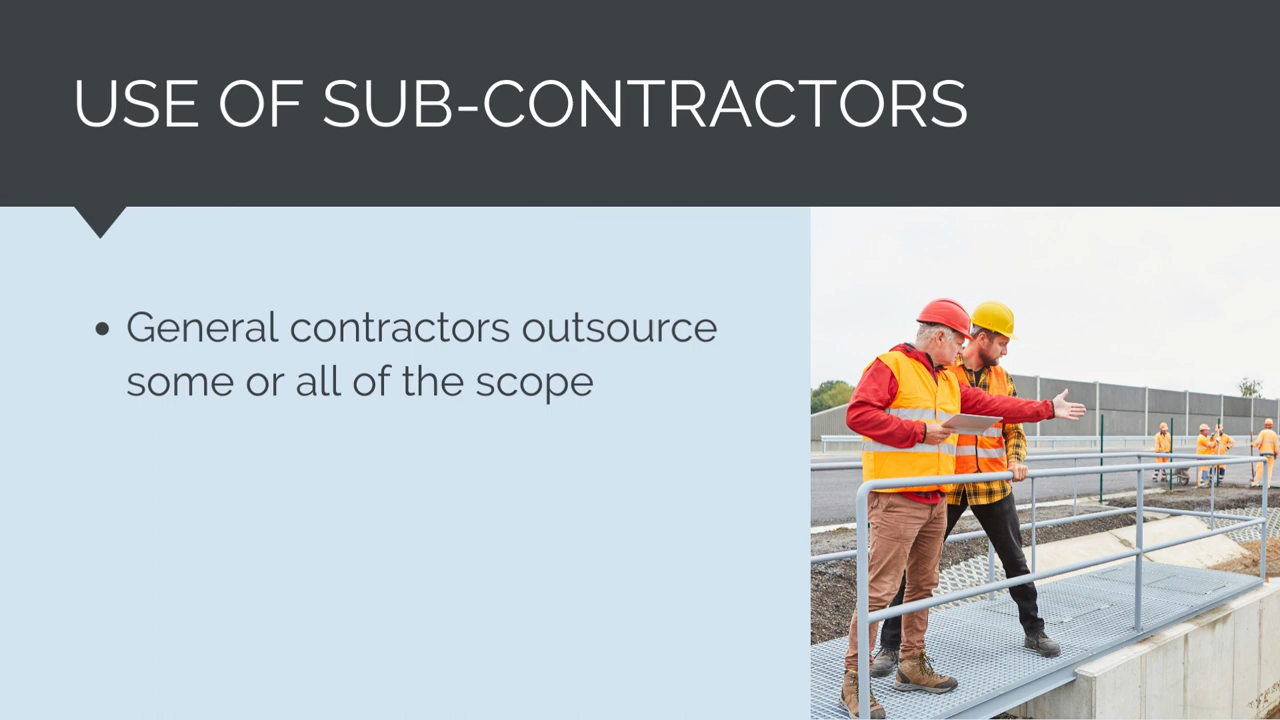 USE OF SUB-CONTRACTORS
• General contractors outsource
some or all of the scope